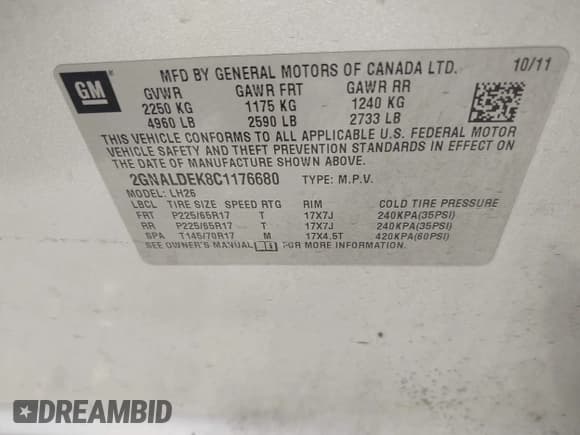 GM
MFD BY GENERAL MOTORS OF CANADA LTD. 10/11
GVWR GAWR FRT GAWR RR
2250 KG 1175 KG 1240 KG
4960 LB 2590 LB 2733 LB
THIS VEHICLE CONFORMS TO ALL APPLICABLE U.S. FEDERAL MOTOR
VEHICLE SAFETY AND THEFT PREVENTION STANDARDS IN EFFECT ON
THE DATE OF MANUFACTURE SHOWN ABOVE.
2GNALDEK8C1176680 TYPE: M.P.V.
MODEL: LH26
LBCL TIRE SIZE SPEED RTG RIM COLD TIRE PRESSURE
FRT P225/65R17 T 17X7J 240KPA(35PSI)
RR P225/65R17 T 17X7J 240KPA(35PSI)
SPA T145/70R17 M 17X4.5T 420KPA(60PSI)
SEE OWNER'S MANUAL FOR MORE INFORMATION.
DREAMBID